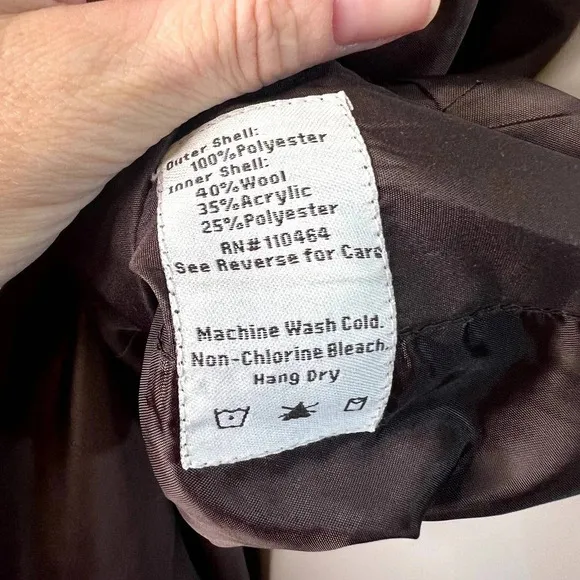 Outer Shell:
100%Polyester
Inner Shell:
40%Wool
35%Acrylic
25%Polyester
RN#110464
See Reverse for Care
Machine Wash Cold.
Non-Chlorine Bleach
Hang Dry